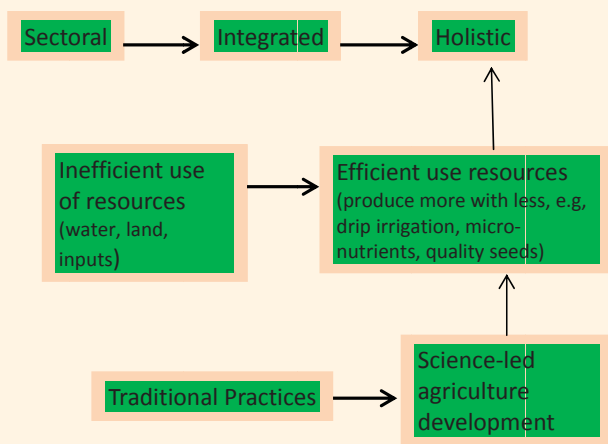 Sectoral
Integrated
Holistic
Inefficient use
of resources
(water, land,
inputs)
Efficient use resources
(produce more with less, e.g,
drip irrigation, micro-
nutrients, quality seeds)
Traditional Practices
Science-led
agriculture
development